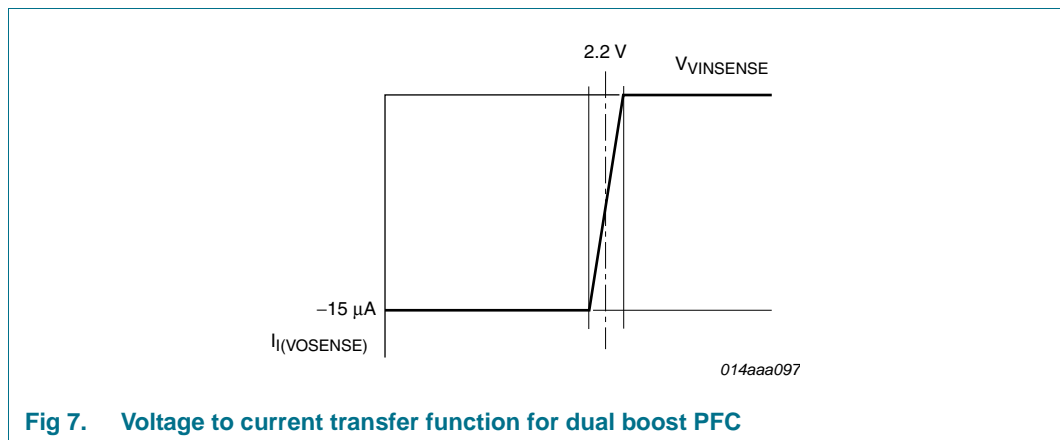 2.2 V
VVINSENSE
−15 μA
II(VOSENSE)
014aaa097
Fig 7. Voltage to current transfer function for dual boost PFC